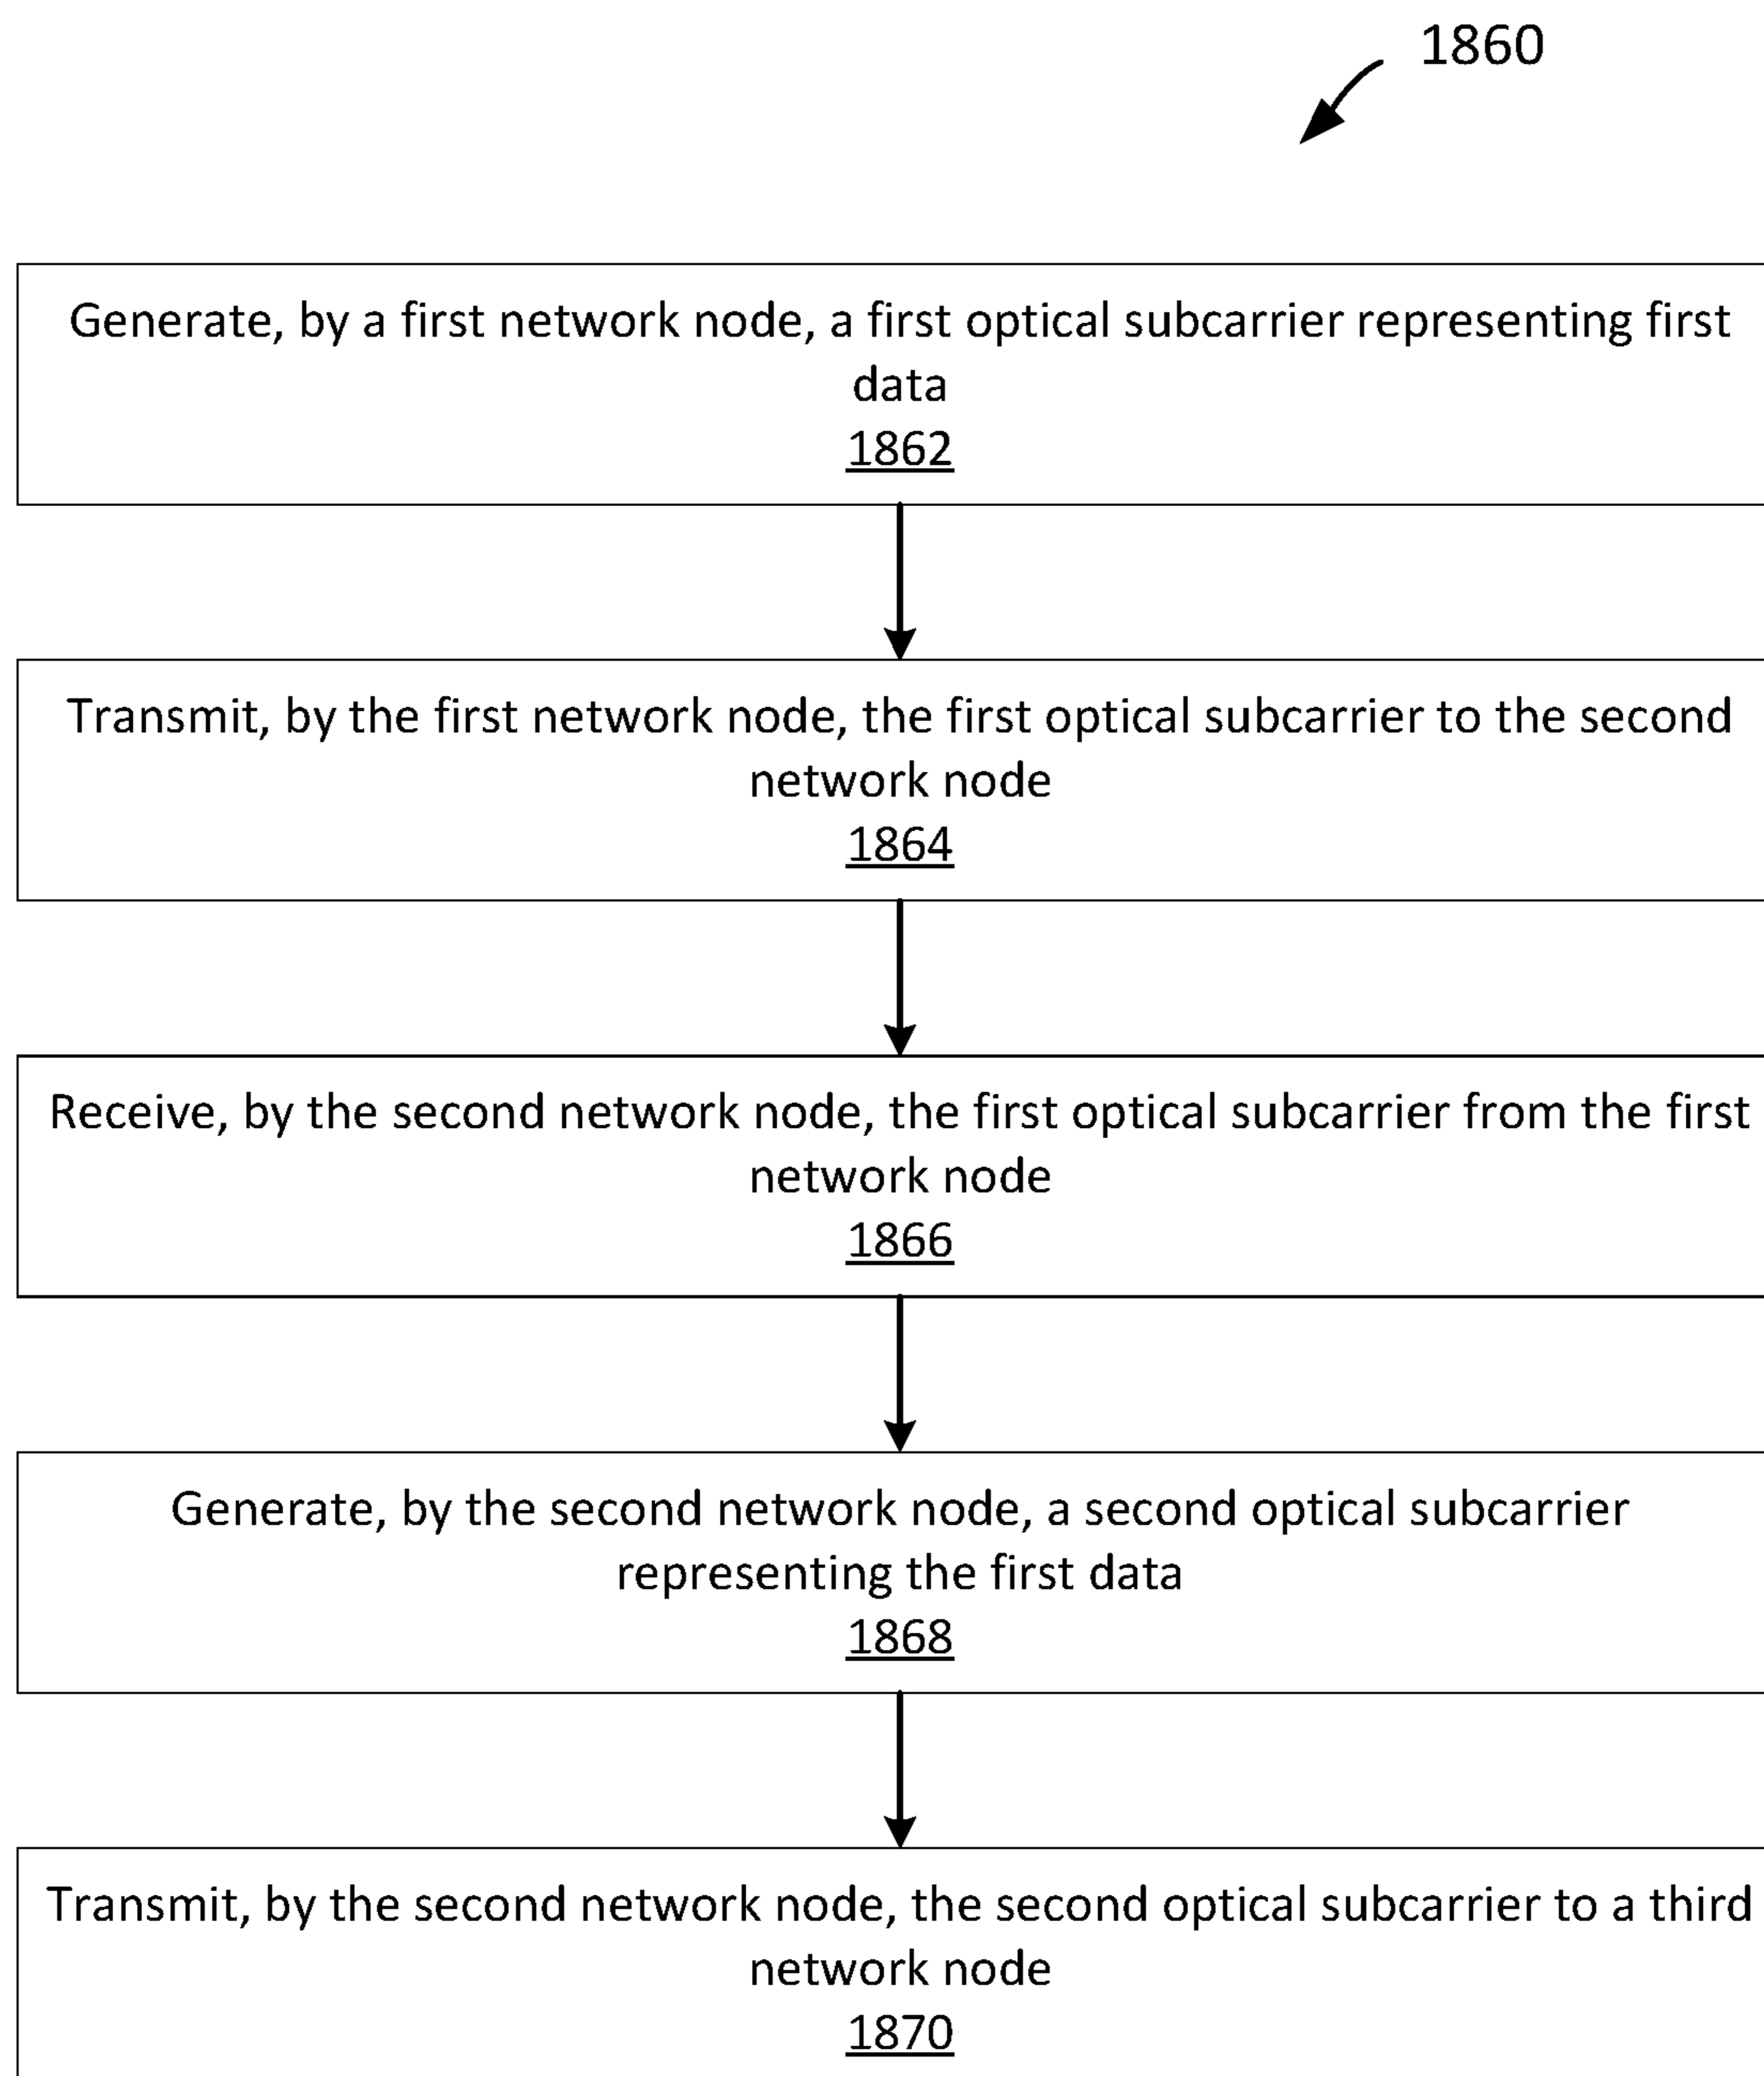 1860
Generate, by a first network node, a first optical subcarrier representing first
data
1862
Transmit, by the first network node, the first optical subcarrier to the second
network node
1864
Receive, by the second network node, the first optical subcarrier from the first
network node
1866
Generate, by the second network node, a second optical subcarrier
representing the first data
1868
Transmit, by the second network node, the second optical subcarrier to a third
network node
1870